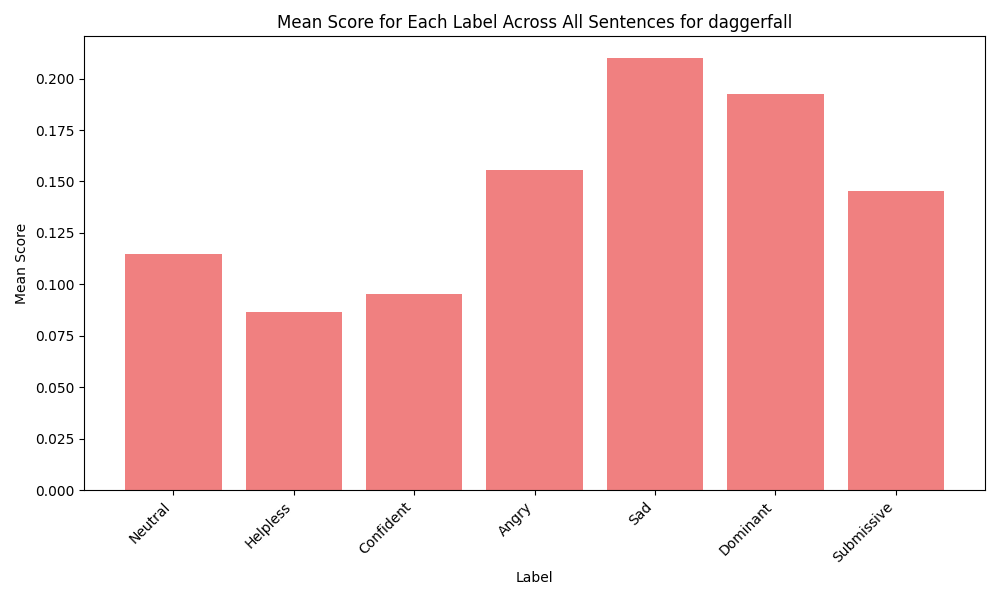 Mean Score for Each Label Across All Sentences for daggerfall
Mean Score
0.200
0.175
0.150
0.125
0.100
0.075
0.050
0.025
0.000
Neutral
Helpless
Confident
Angry
Sad
Dominant
Submissive
Label